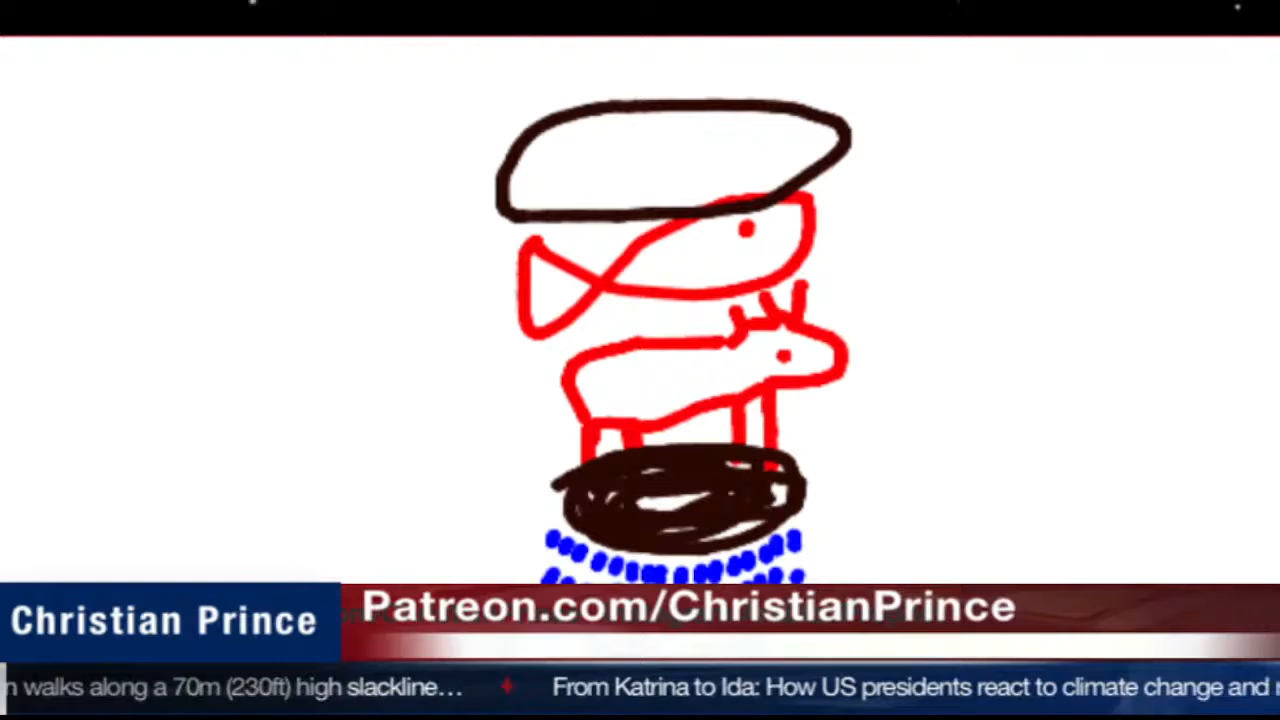 Christian Prince
Patreon.com/ChristianPrince
walks along a 70m (230ft) high slackline... From Katrina to Ida: How US presidents react to climate change and